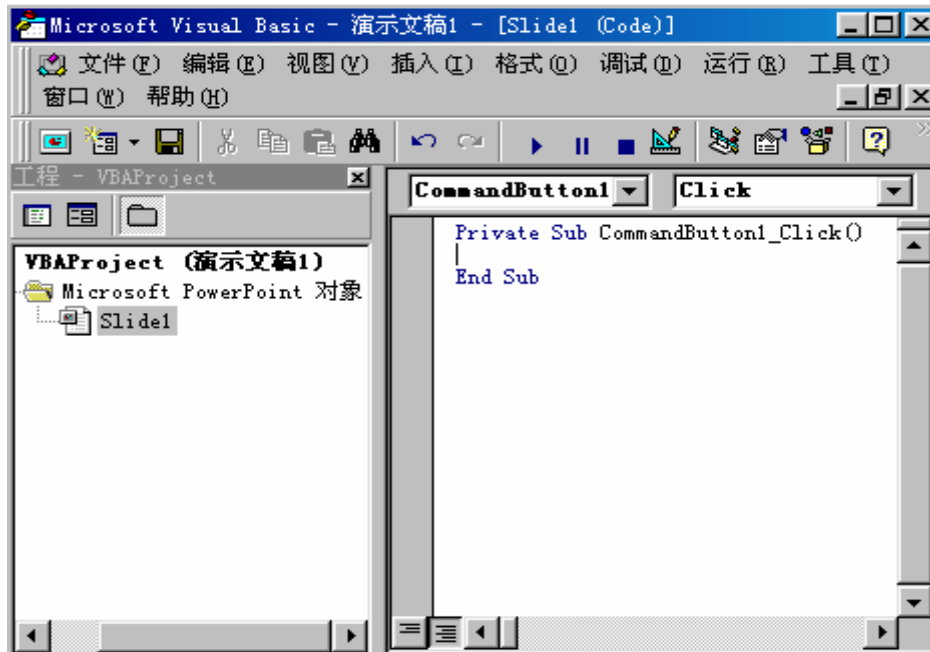 Microsoft Visual Basic - 演示文稿1 - [Slide1 (Code)]
文件(F) 编辑(E) 视图(V) 插入(I) 格式(O) 调试(D) 运行(R) 工具(T)
窗口(W) 帮助(H)
工程 - VBAProject
CommandButton1 Click
VBAProject (演示文稿1)
Microsoft PowerPoint 对象
Slide1
Private Sub CommandButton1_Click()
End Sub